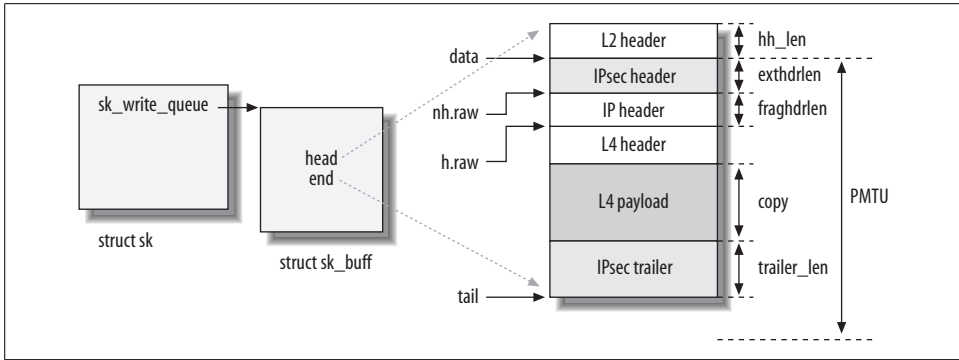 L2 header
hh_len
data
IPsec header
exthdrlen
sk_write_queue
nh.raw
IP header
fraghdrlen
head
end
h.raw
L4 header
L4 payload
copy
PMTU
struct sk
struct sk_buff
IPsec trailer
trailer_len
tail